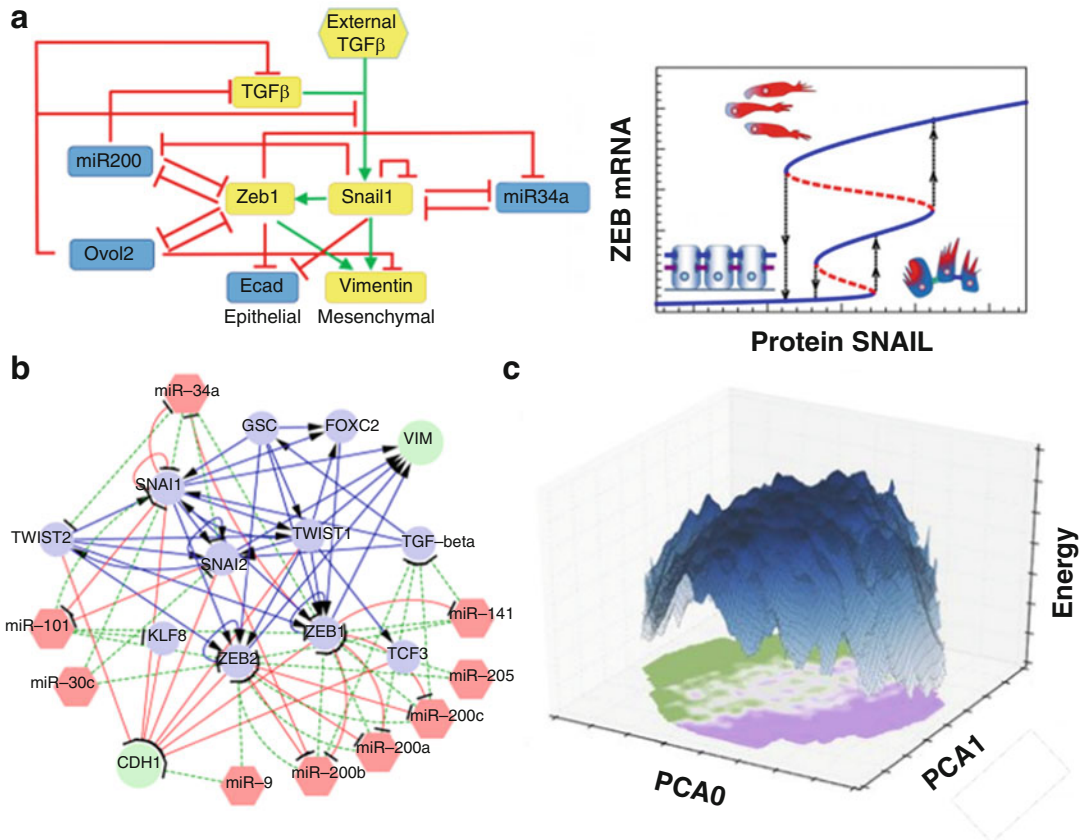 a
External
TGFβ
TGFβ
miR200
Zeb1
Snail1
miR34a
Ovol2
Ecad
Vimentin
Epithelial
Mesenchymal
ZEB mRNA
Protein SNAIL
b
miR–34a
GSC
FOXC2
VIM
SNAI1
TWIST2
TWIST1
TGF–beta
SNAI2
miR–101
KLF8
ZEB1
miR–141
ZEB2
TCF3
miR–30c
miR–205
miR–200c
miR–200a
CDH1
miR–9
miR–200b
c
Energy
PCA0
PCA1